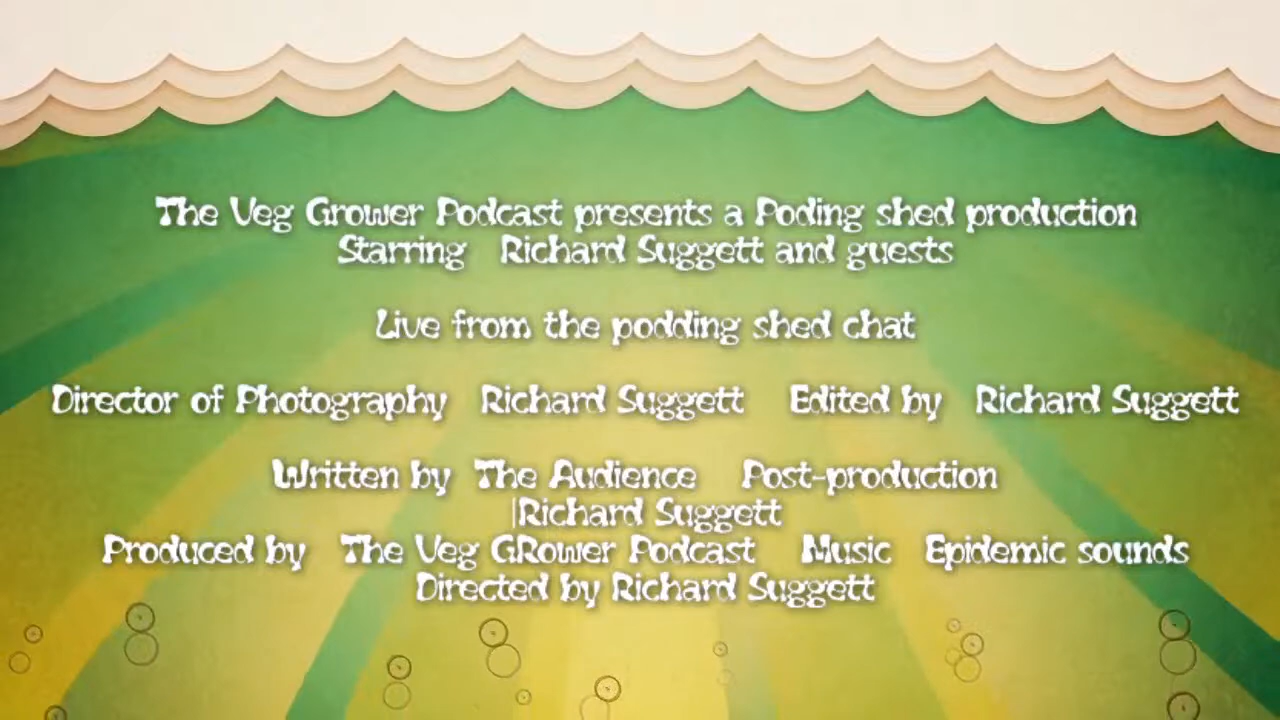 The Veg Grower Podcast presents a Poding shed production
Starring Richard Suggett and guests
Live from the podding shed chat
Director of Photography Richard Suggett Edited by Richard Suggett
Written by The Audience Post-production
|Richard Suggett
Produced by The Veg GRower Podcast Music Epidemic sounds
Directed by Richard Suggett